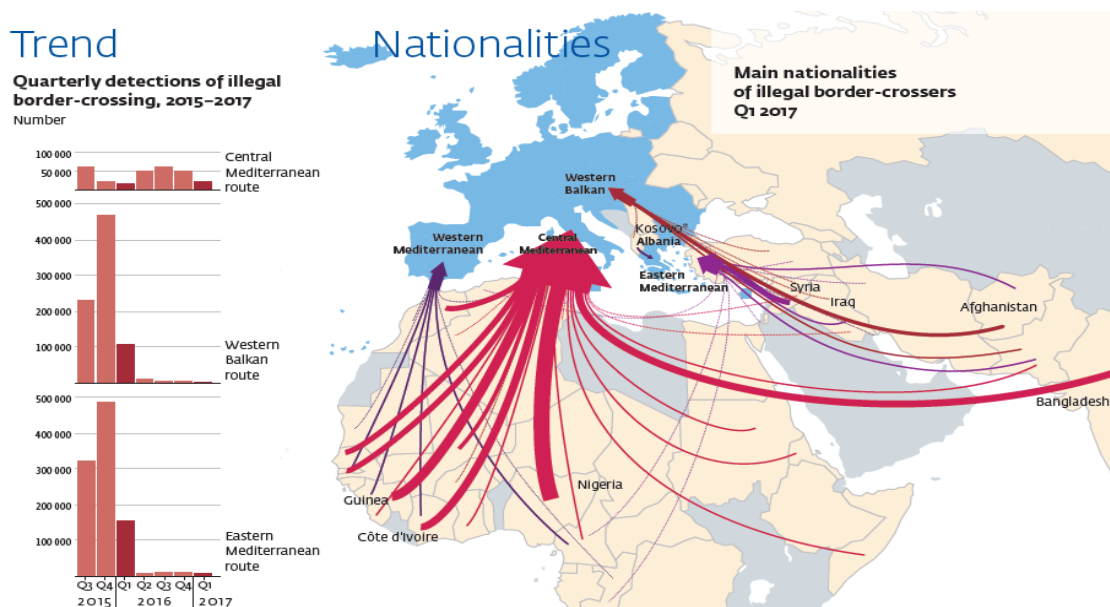 Trend
Quarterly detections of illegal
border-crossing, 2015–2017
Number
100 000
50 000
Central
Mediterranean
route
500 000
400 000
300 000
200 000
100 000
Western
Balkan
route
500 000
400 000
300 000
200 000
100 000
Eastern
Mediterranean
route
Q3 Q4 Q1 Q2 Q3 Q4 Q1
2015 2016 2017
Nationalities
Main nationalities
of illegal border-crossers
Q1 2017
Western
Balkan
Western
Mediterranean
Central
Mediterranean
Kosovo*
Albania
Eastern
Mediterranean
Syria
Iraq
Afghanistan
Bangladesh
Nigeria
Guinea
Côte d'Ivoire